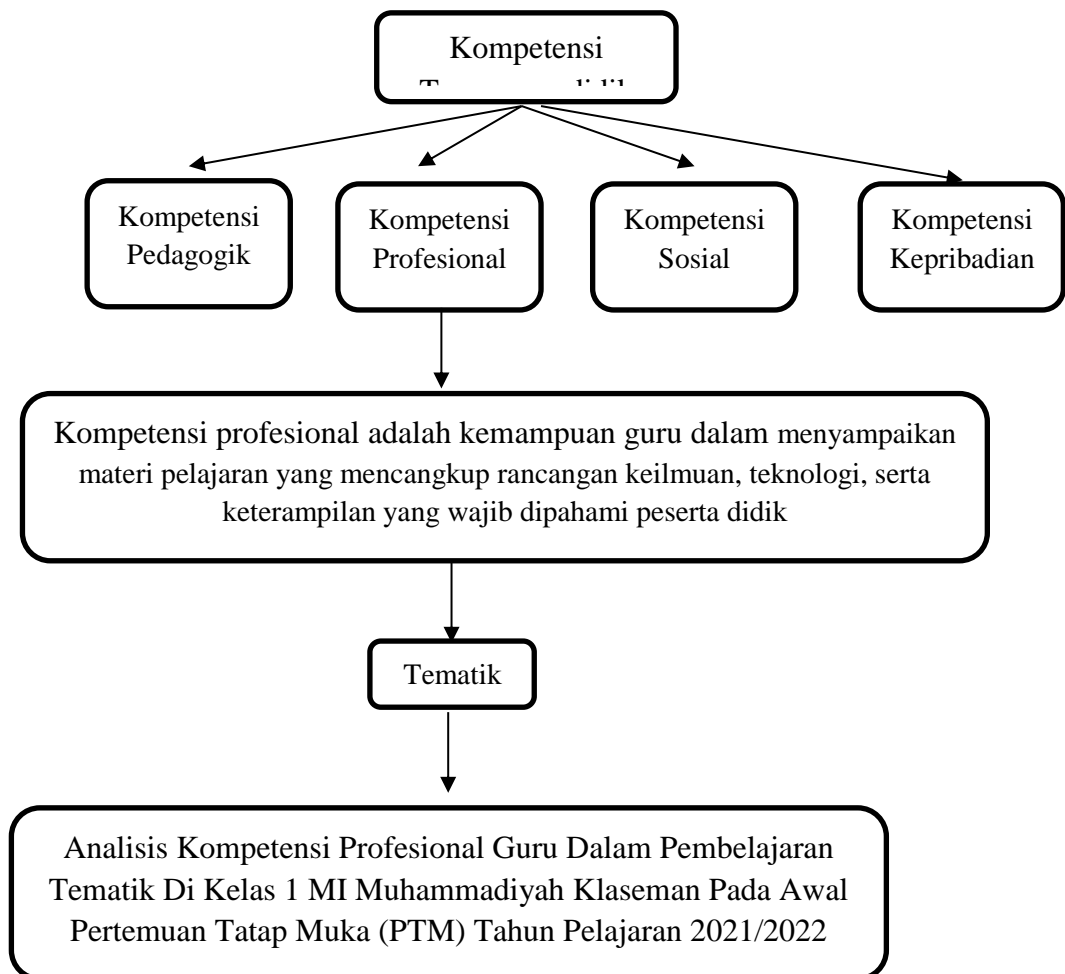 Kompetensi
Kompetensi
Pedagogik
Kompetensi
Profesional
Kompetensi
Sosial
Kompetensi
Kepribadian
Kompetensi profesional adalah kemampuan guru dalam menyampaikan
materi pelajaran yang mencangkup rancangan keilmuan, teknologi, serta
keterampilan yang wajib dipahami peserta didik
Tematik
Analisis Kompetensi Profesional Guru Dalam Pembelajaran
Tematik Di Kelas 1 MI Muhammadiyah Klaseman Pada Awal
Pertemuan Tatap Muka (PTM) Tahun Pelajaran 2021/2022